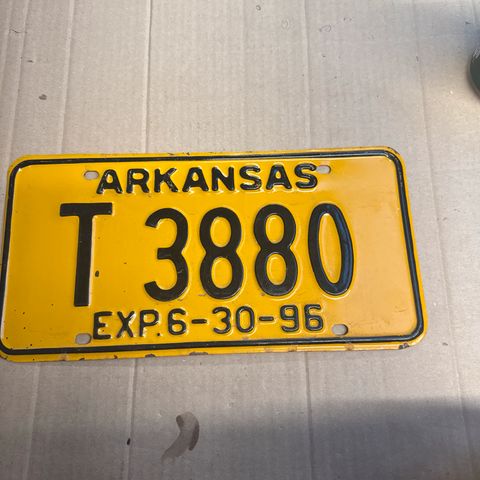 ARKANSAS
T 3880
EXP. 6-30-96